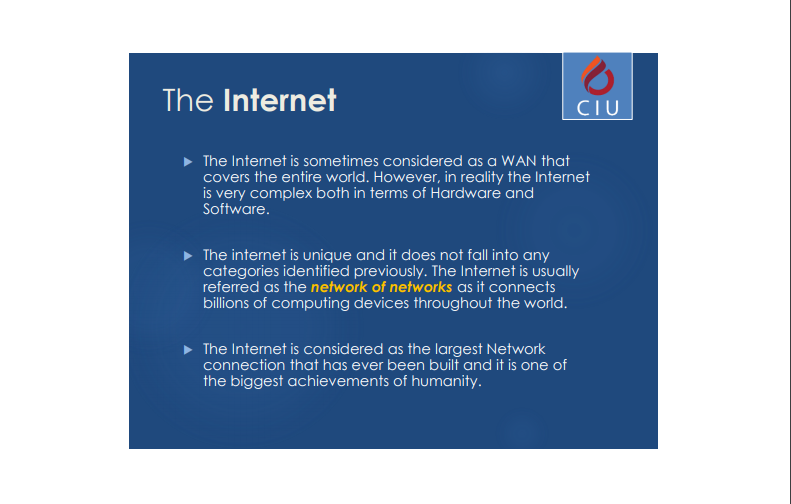 The Internet
CIU
The Internet is sometimes considered as a WAN that
covers the entire world. However, in reality the Internet
is very complex both in terms of Hardware and
Software.
The internet is unique and it does not fall into any
categories identified previously. The Internet is usually
referred as the network of networks as it connects
billions of computing devices throughout the world.
The Internet is considered as the largest Network
connection that has ever been built and it is one of
the biggest achievements of humanity.